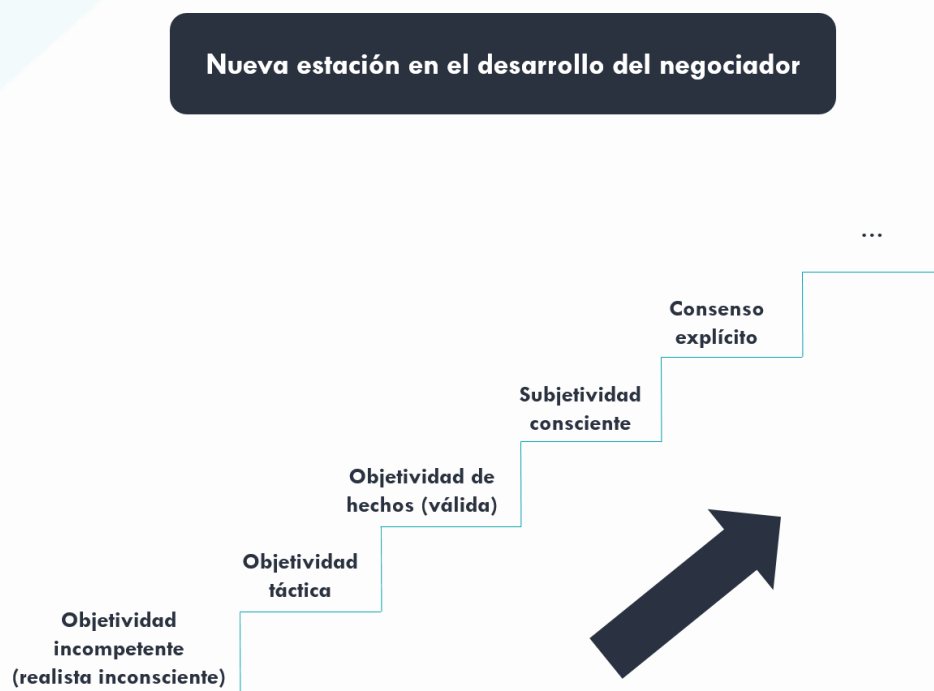 Nueva estación en el desarrollo del negociador
...
Consenso
explícito
Subjetividad
consciente
Objetividad de
hechos (válida)
Objetividad
táctica
Objetividad
incompetente
(realista inconsciente)